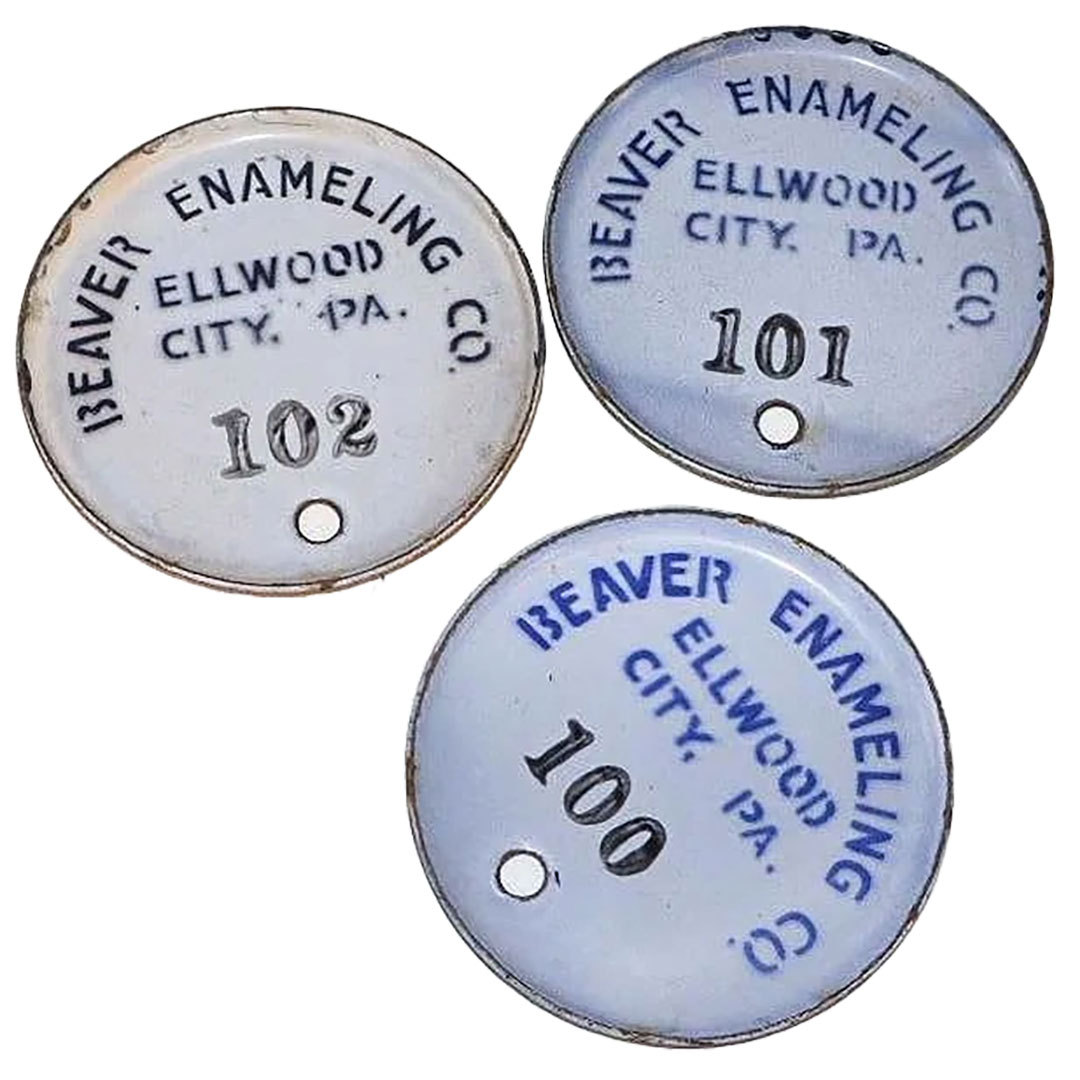 BEAVER ENAMELING CO.
ELLWOOD
CITY. PA.
102
BEAVER ENAMELING CO.
ELLWOOD
CITY. PA.
101
BEAVER ENAMELING CO.
ELLWOOD
CITY. PA.
100